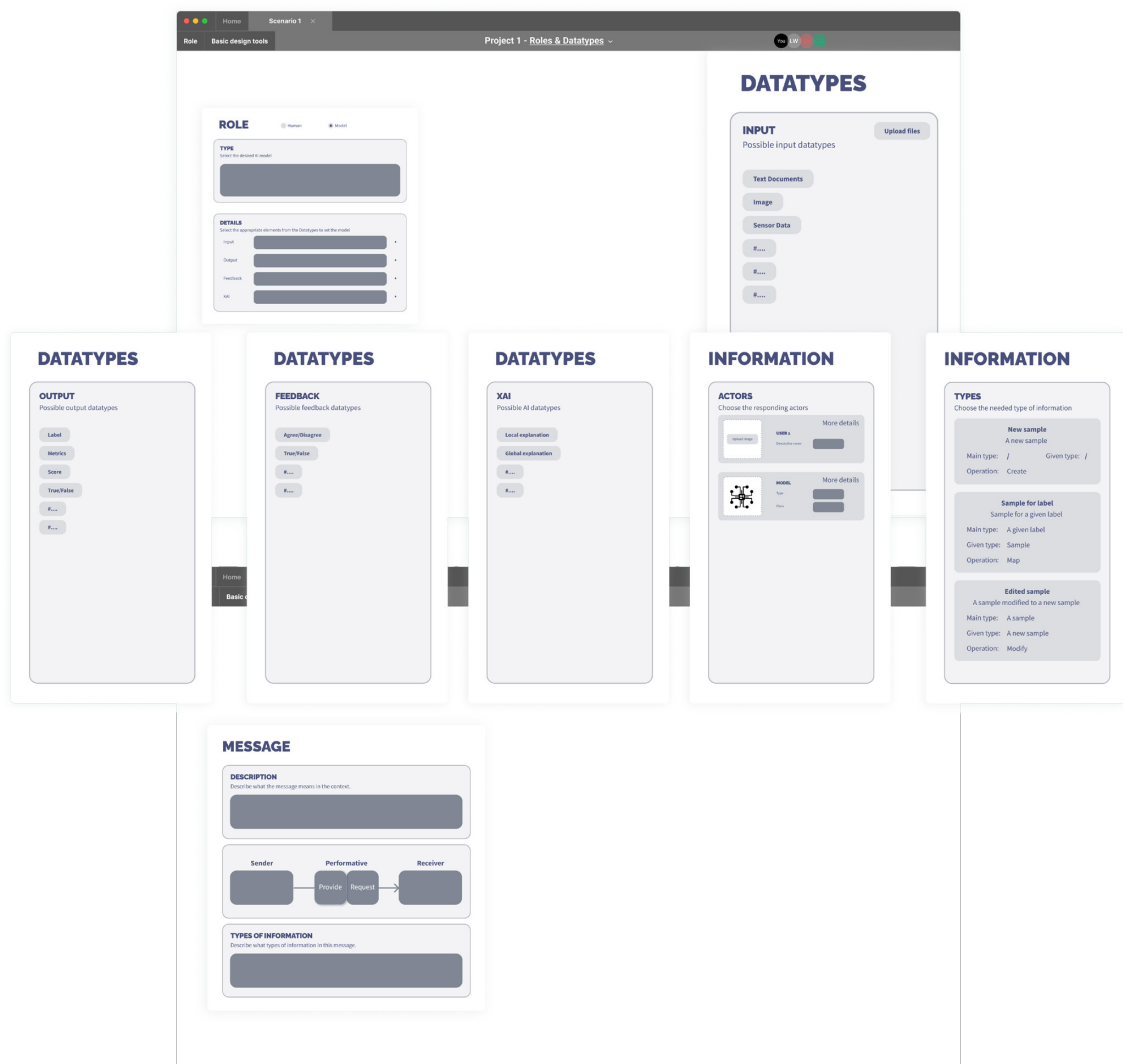 Home
Scenario 1 ×
Role
Basic design tools
Project 1 - Roles & Datatypes
You
LW
ROLE
Human
Model
TYPE
DETAILS
Select the appropriate elements from the Datatypes to set the model
Input
Output
Feedback
XAI
DATATYPES
INPUT
Upload files
Possible input datatypes
Text Documents
Image
Sensor Data
#....
#....
#....
DATATYPES
OUTPUT
Possible output datatypes
Label
Metrics
Score
True/False
#....
#....
Home
Basic
DATATYPES
FEEDBACK
Possible feedback datatypes
Agree/Disagree
True/False
#....
#....
DATATYPES
XAI
Possible AI datatypes
Local explanation
Global explanation
#....
#....
INFORMATION
ACTORS
Choose the responding actors
More details
Upload image
USER 1
More details
MODEL
Type
INFORMATION
TYPES
Choose the needed type of information
New sample
A new sample
Main type: / Given type: /
Operation: Create
Sample for label
Sample for a given label
Main type: A given label
Given type: Sample
Operation: Map
Edited sample
A sample modified to a new sample
Main type: A sample
Given type: A new sample
Operation: Modify
MESSAGE
DESCRIPTION
Describe what the message means in the context.
Sender
Performative
Receiver
Provide
Request
TYPES OF INFORMATION
Describe what types of information in this message.